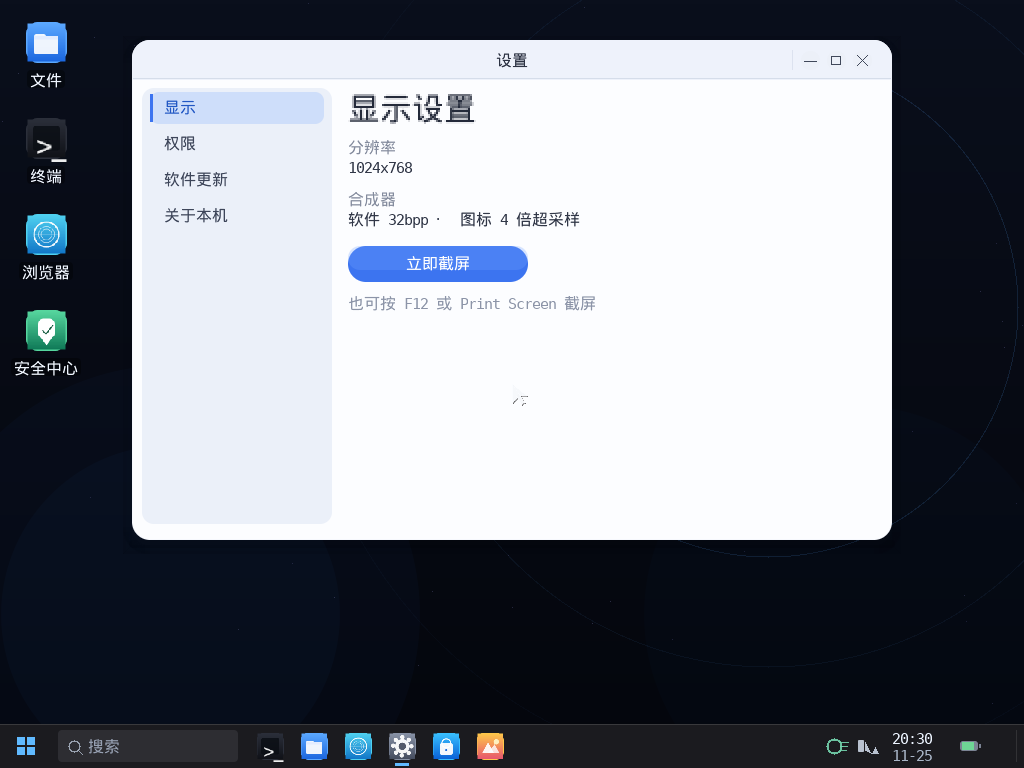 文件
终端
浏览器
安全中心
设置
显示
权限
软件更新
关于本机
显示设置
分辨率
1024x768
合成器
软件 32bpp · 图标 4 倍超采样
立即截屏
也可按 F12 或 Print Screen 截屏
搜索
20:30
11-25